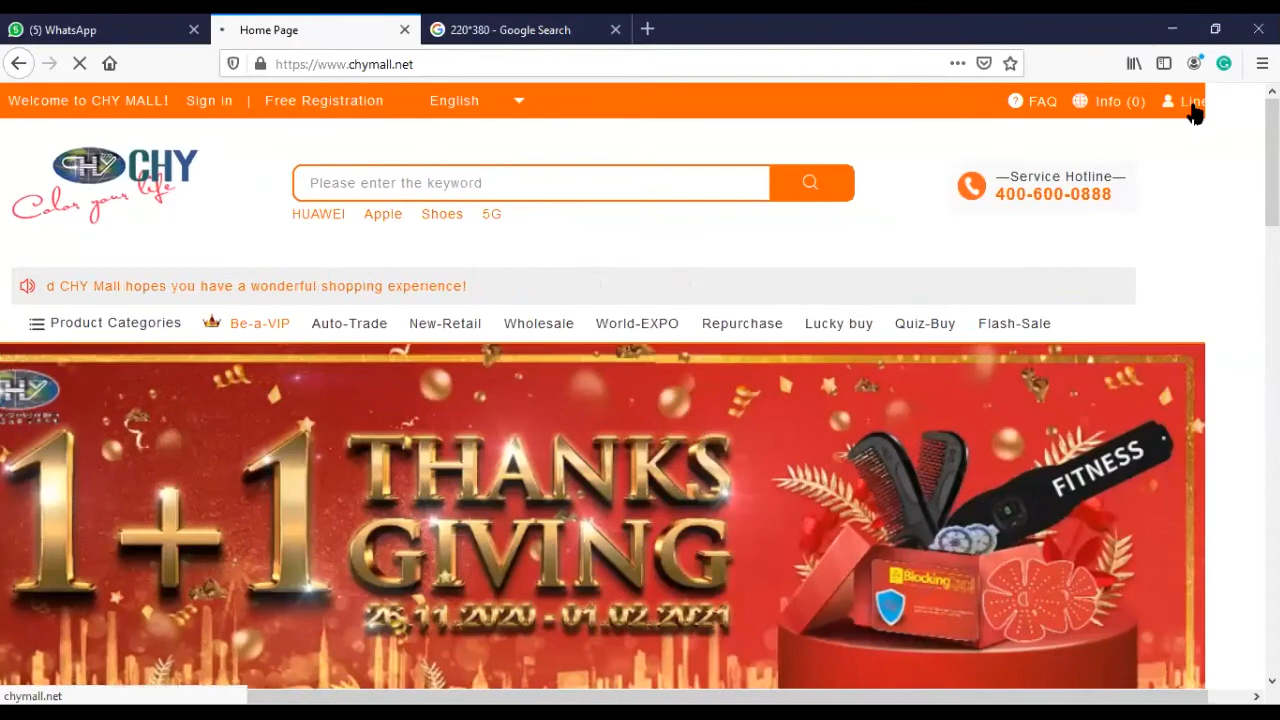 (5) WhatsApp
Home Page
220*380 - Google Search
https://www.chymall.net
Welcome to CHY MALL! Sign In | Free Registration English
FAQ Info (0)
CHY
Color your life
Please enter the keyword
—Service Hotline—
400-600-0888
HUAWEI Apple Shoes 5G
d CHY Mall hopes you have a wonderful shopping experience!
Product Categories Be-a-VIP Auto-Trade New-Retail Wholesale World-EXPO Repurchase Lucky buy Quiz-Buy Flash-Sale
1+1 THANKS
GIVING
26.11.2020 - 01.02.2021
FITNESS
Blocking
chymall.net